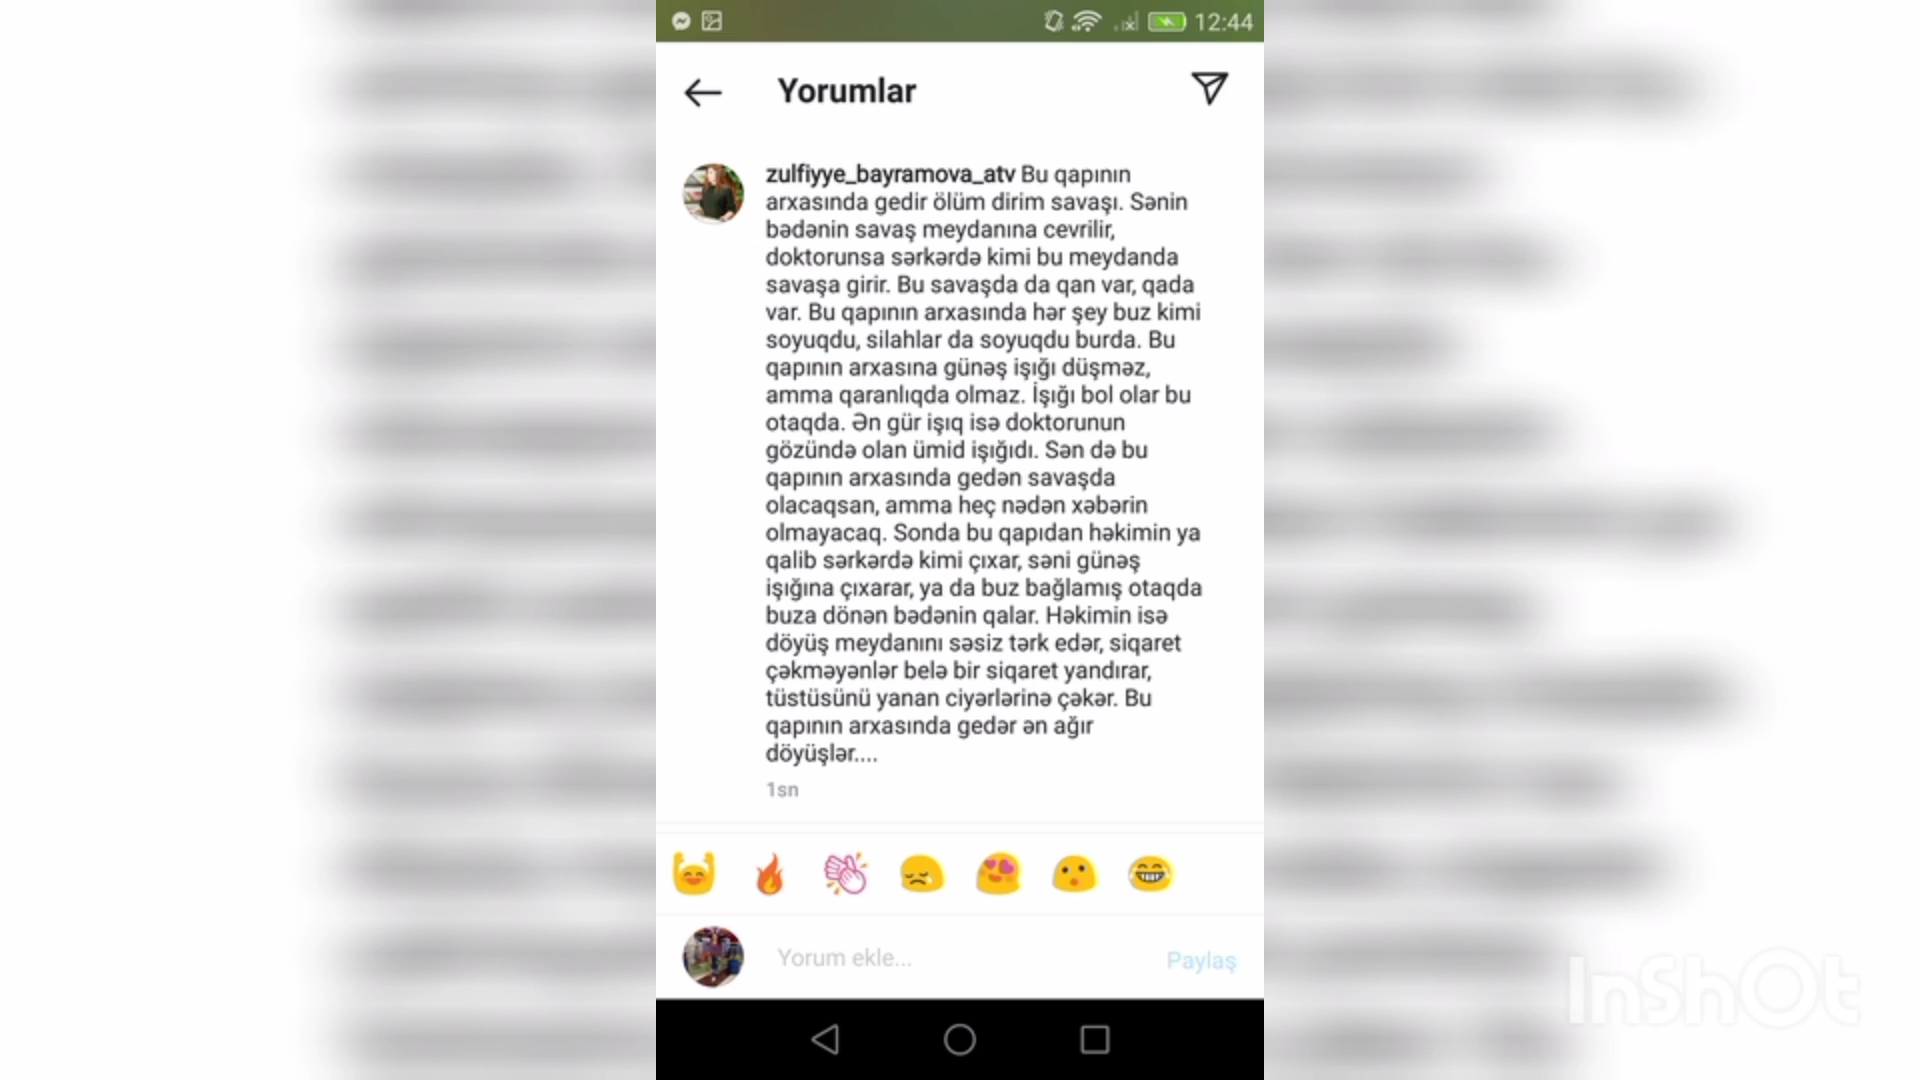 12:44
Yorumlar
zulfiyye_bayramova_atv Bu qapının
arxasında gedir ölüm dirim savaşı. Sənin
bədənin savaş meydanına cevrilir,
doktorunsa sərkərdə kimi bu meydanda
savaşa girir. Bu savaşda da qan var, qada
var. Bu qapının arxasında hər şey buz kimi
soyuqdu, silahlar da soyuqdu burda. Bu
qapının arxasına günəş işığı düşməz,
amma qaranlıqda olmaz. İşığı bol olar bu
otaqda. Ən gür işıq isə doktorunun
gözündə olan ümid işığıdı. Sən də bu
qapının arxasında gedən savaşda
olacaqsan, amma heç nədən xəbərin
olmayacaq. Sonda bu qapıdan həkimin ya
qalib sərkərdə kimi çıxar, səni günəş
işığına çıxarar, ya da buz bağlamış otaqda
buza dönən bədənin qalar. Həkimin isə
döyüş meydanını səsiz tərk edər, siqaret
çəkməyənlər belə bir siqaret yandırar,
tüstüsünü yanan ciyərlərinə çəkər. Bu
qapının arxasında gedər ən ağır
döyüşlər....
1sn
Yorum ekle...
Paylaş
InShOt